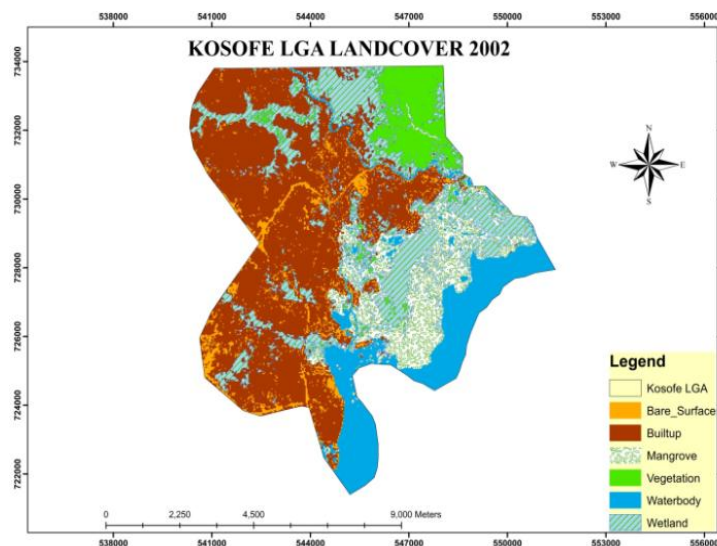 538000 541000 544000 547000 550000 553000 556000
KOSOFE LGA LANDCOVER 2002
734000
732000
730000
728000
726000
724000
722000
N
W E
S
Legend
Kosofe LGA
Bare_Surface
Builtup
Mangrove
Vegetation
Waterbody
Wetland
0 2,250 4,500 9,000 Meters
538000 541000 544000 547000 550000 553000 556000